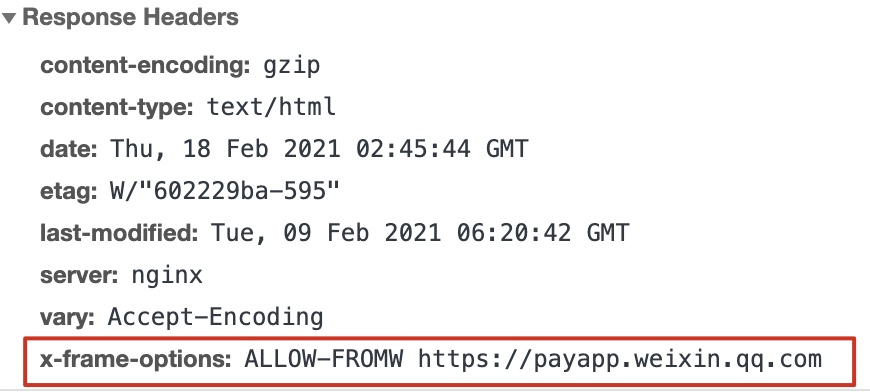 Response Headers
content-encoding: gzip
content-type: text/html
date: Thu, 18 Feb 2021 02:45:44 GMT
etag: W/"602229ba-595"
last-modified: Tue, 09 Feb 2021 06:20:42 GMT
server: nginx
vary: Accept-Encoding
x-frame-options: ALLOW-FROMW https://payapp.weixin.qq.com